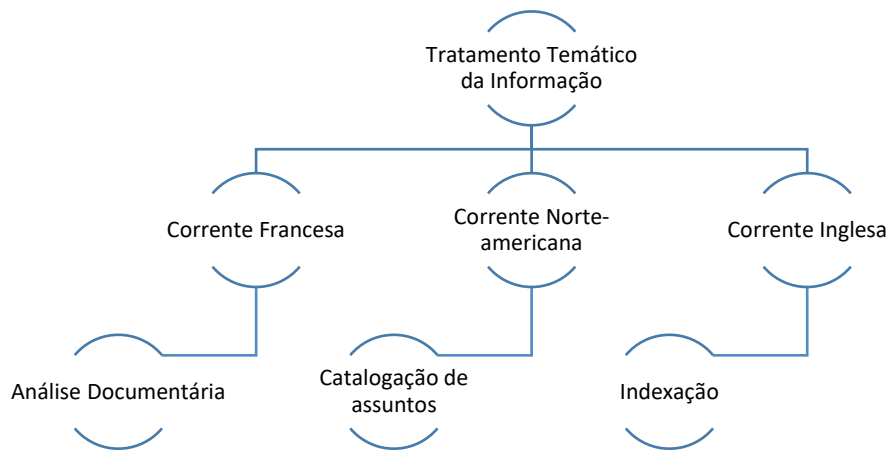 Tratamento Temático
da Informação
Corrente Francesa
Corrente Norte-
americana
Corrente Inglesa
Análise Documentária
Catalogação de
assuntos
Indexação